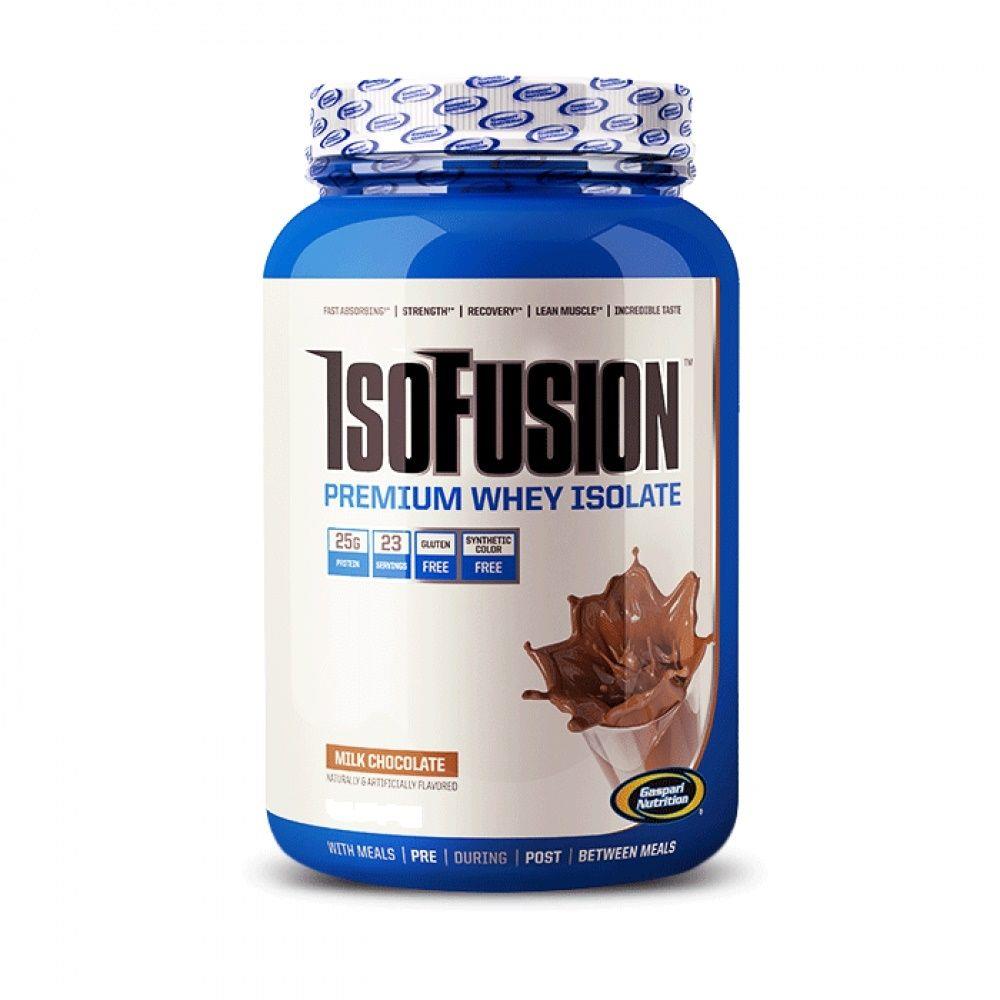 FAST ABSORBING | STRENGTH | RECOVERY | LEAN MUSCLE | INCREDIBLE TASTE
ISOFUSION™
PREMIUM WHEY ISOLATE
25G PROTEIN
23 SERVINGS
GLUTEN FREE
SYNTHETIC COLOR FREE
MILK CHOCOLATE
NATURALLY & ARTIFICIALLY FLAVORED
Gaspari
Nutrition
WITH MEALS | PRE | DURING | POST | BETWEEN MEALS